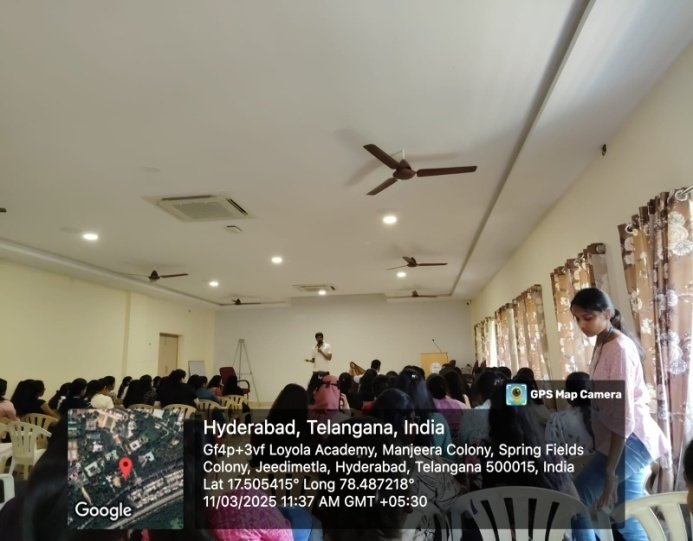 GPS Map Camera
Hyderabad, Telangana, India
Gf4p+3vf Loyola Academy, Manjeera Colony, Spring Fields
Colony, Jeedimetla, Hyderabad, Telangana 500015, India
Lat 17.505415° Long 78.487218°
11/03/2025 11:37 AM GMT +05:30
Google